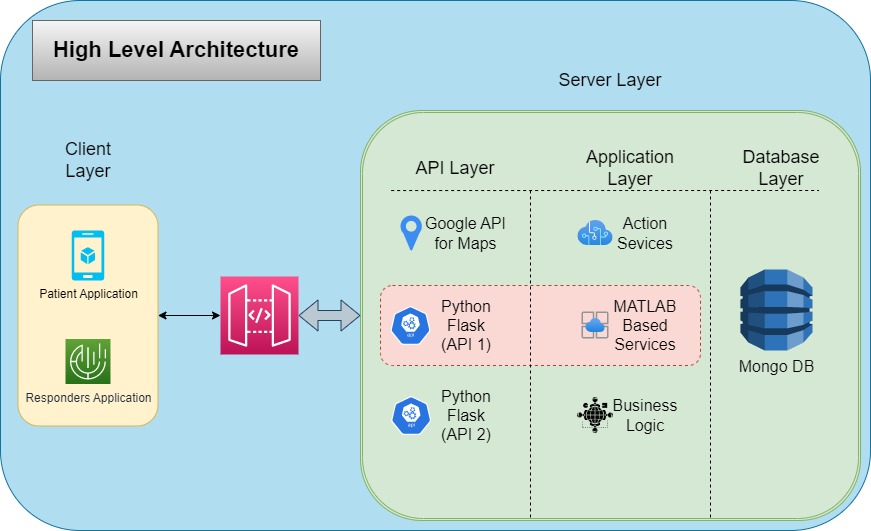 High Level Architecture
Server Layer
Client
Layer
API Layer
Application
Layer
Database
Layer
Google API
for Maps
Action
Sevices
Patient Application
</>
Python
Flask
(API 1)
api
MATLAB
Based
Services
Mongo DB
Responders Application
Python
Flask
(API 2)
api
Business
Logic